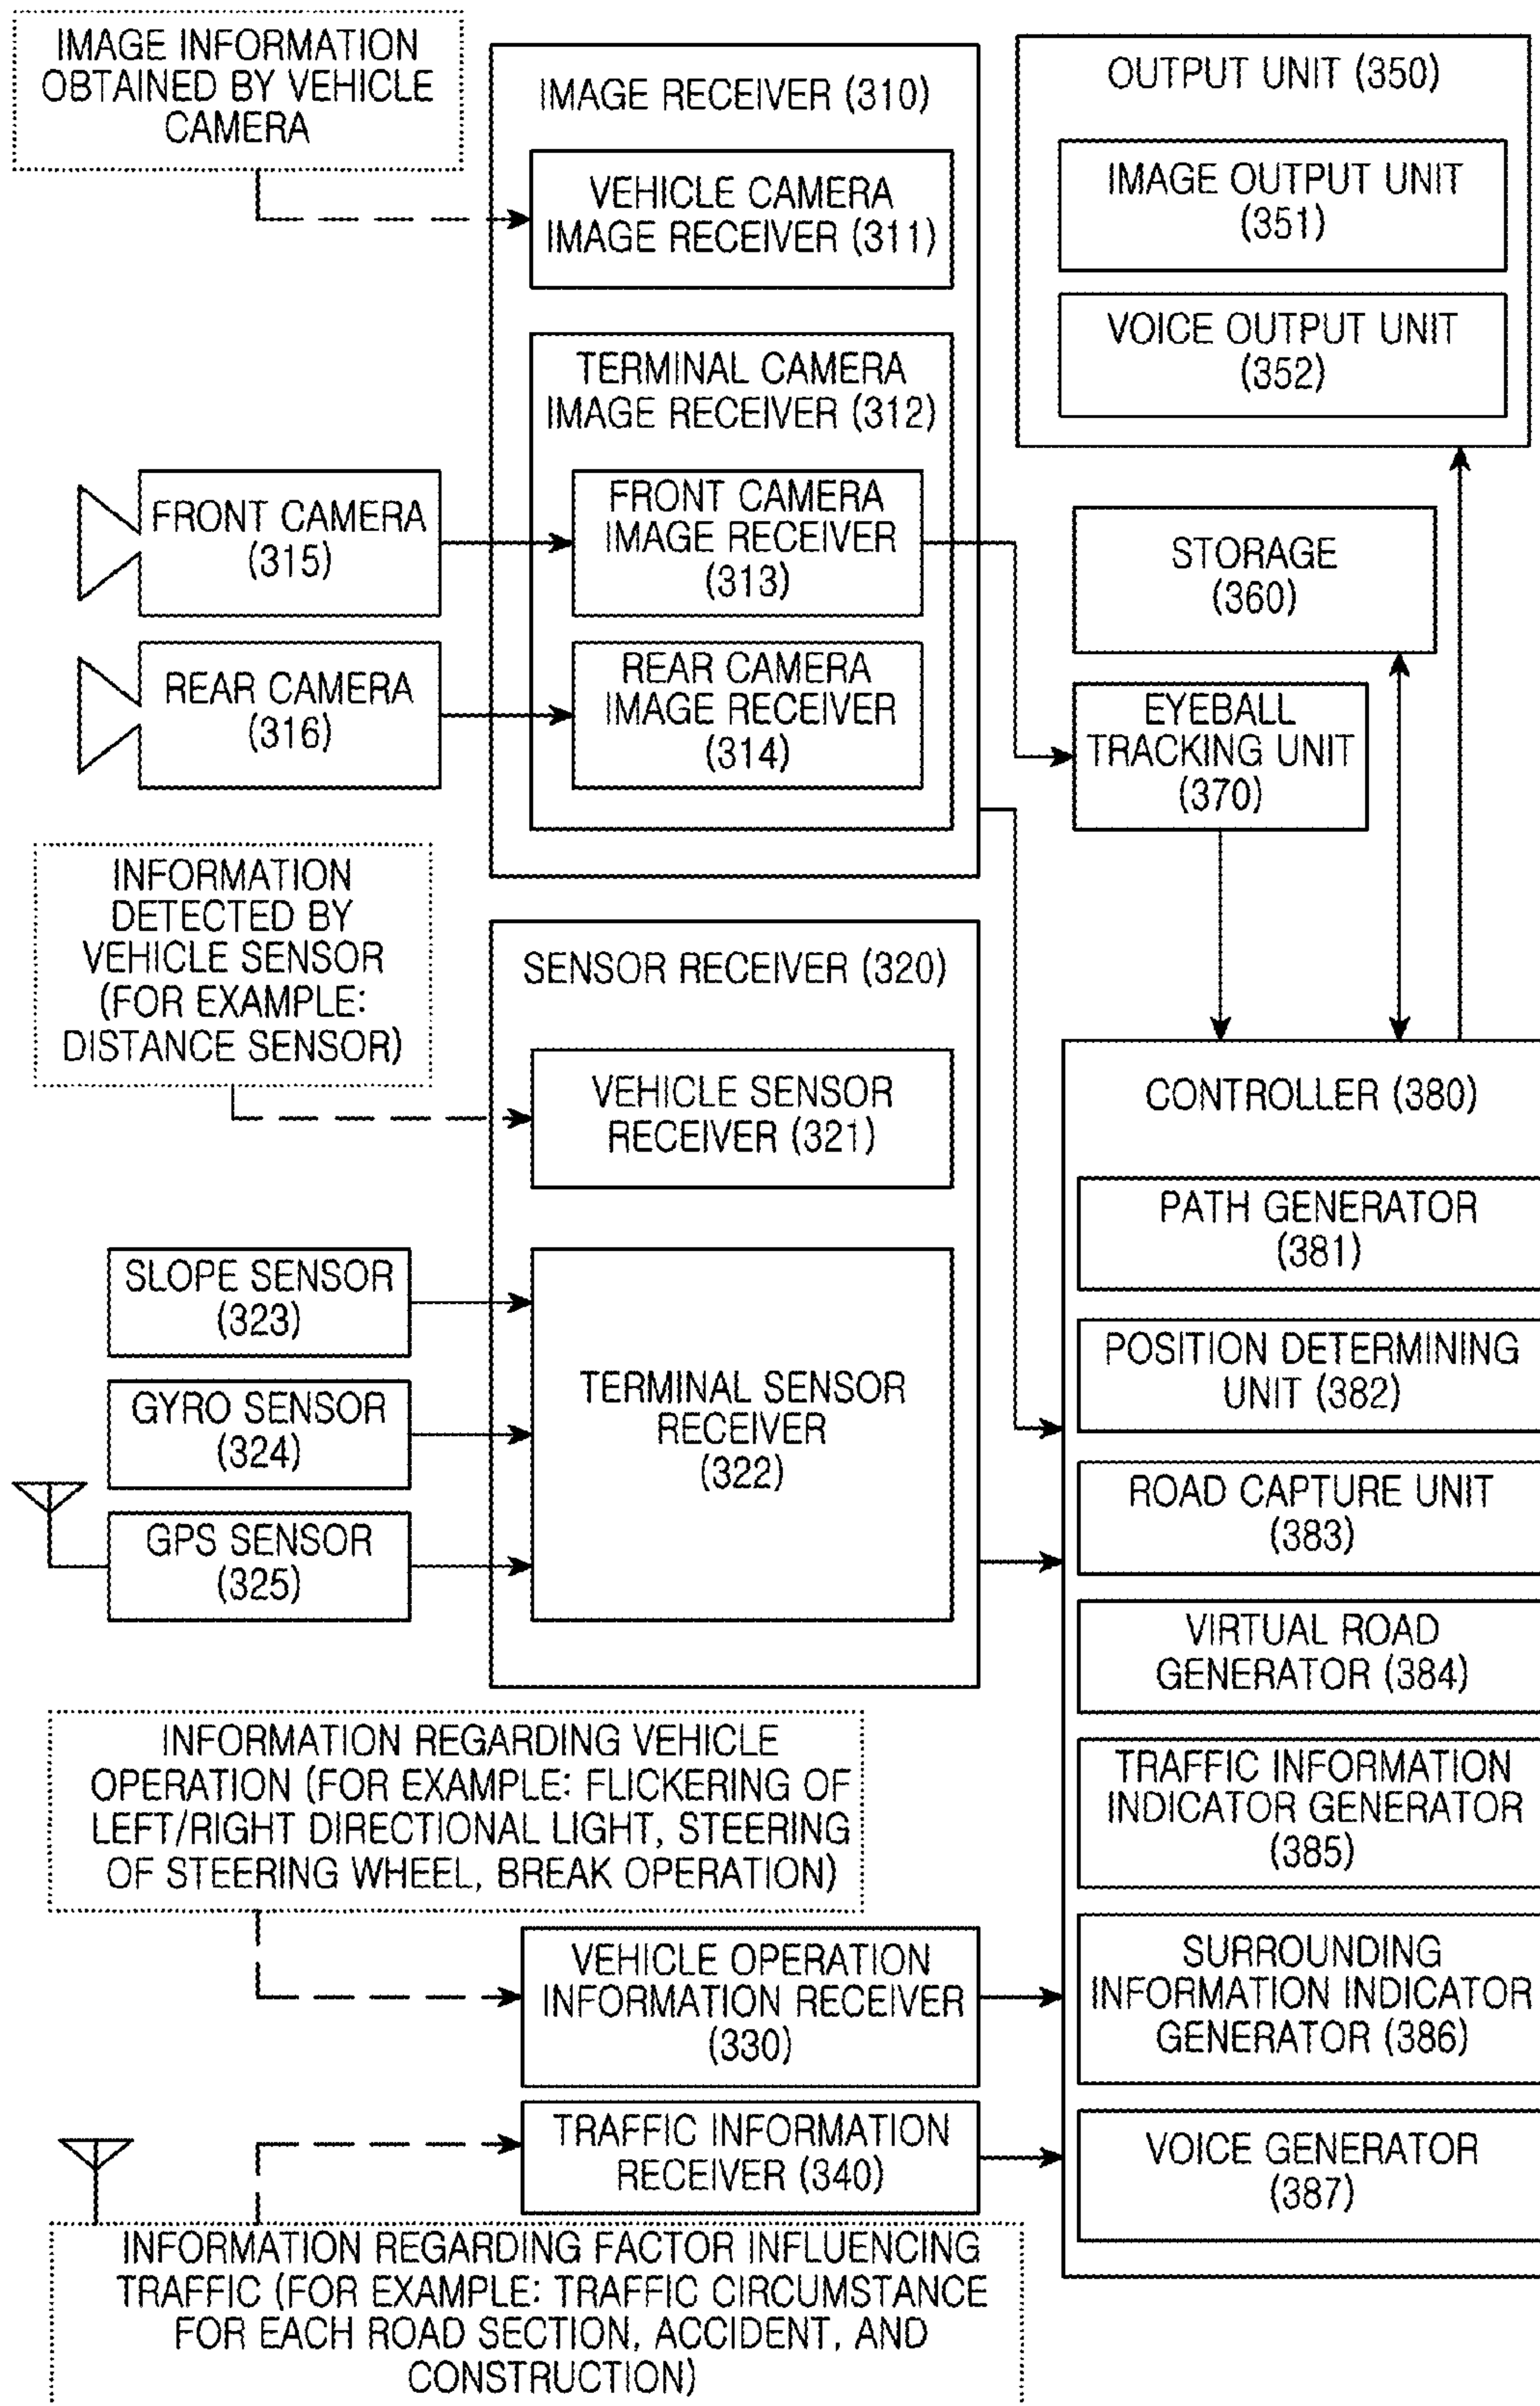 IMAGE INFORMATION
OBTAINED BY VEHICLE
CAMERA
IMAGE RECEIVER (310)
VEHICLE CAMERA
IMAGE RECEIVER (311)
TERMINAL CAMERA
IMAGE RECEIVER (312)
FRONT CAMERA
(315)
FRONT CAMERA
IMAGE RECEIVER
(313)
REAR CAMERA
(316)
REAR CAMERA
IMAGE RECEIVER
(314)
OUTPUT UNIT (350)
IMAGE OUTPUT UNIT
(351)
VOICE OUTPUT UNIT
(352)
STORAGE
(360)
EYEBALL
TRACKING UNIT
(370)
INFORMATION
DETECTED BY
VEHICLE SENSOR
(FOR EXAMPLE:
DISTANCE SENSOR)
SENSOR RECEIVER (320)
VEHICLE SENSOR
RECEIVER (321)
SLOPE SENSOR
(323)
GYRO SENSOR
(324)
GPS SENSOR
(325)
TERMINAL SENSOR
RECEIVER
(322)
CONTROLLER (380)
PATH GENERATOR
(381)
POSITION DETERMINING
UNIT (382)
ROAD CAPTURE UNIT
(383)
VIRTUAL ROAD
GENERATOR (384)
TRAFFIC INFORMATION
INDICATOR GENERATOR
(385)
SURROUNDING
INFORMATION INDICATOR
GENERATOR (386)
VOICE GENERATOR
(387)
INFORMATION REGARDING VEHICLE
OPERATION (FOR EXAMPLE: FLICKERING OF
LEFT/RIGHT DIRECTIONAL LIGHT, STEERING
OF STEERING WHEEL, BREAK OPERATION)
VEHICLE OPERATION
INFORMATION RECEIVER
(330)
TRAFFIC INFORMATION
RECEIVER (340)
INFORMATION REGARDING FACTOR INFLUENCING
TRAFFIC (FOR EXAMPLE: TRAFFIC CIRCUMSTANCE
FOR EACH ROAD SECTION, ACCIDENT, AND
CONSTRUCTION)